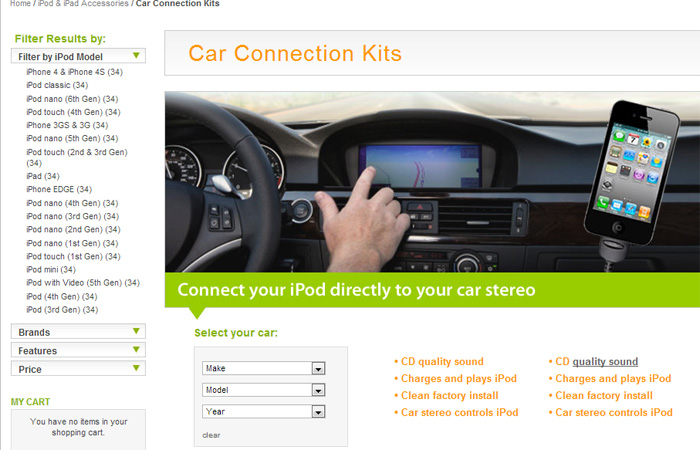 Home / iPod & iPad Accessories / Car Connection Kits
Filter Results by:
Filter by iPod Model
iPhone 4 & iPhone 4S (34)
iPod classic (34)
iPod nano (6th Gen) (34)
iPod touch (4th Gen) (34)
iPhone 3GS & 3G (34)
iPod nano (5th Gen) (34)
iPod touch (2nd & 3rd Gen)
(34)
iPad (34)
iPhone EDGE (34)
iPod nano (4th Gen) (34)
iPod nano (3rd Gen) (34)
iPod nano (2nd Gen) (34)
iPod nano (1st Gen) (34)
iPod touch (1st Gen) (34)
iPod mini (34)
iPod with Video (5th Gen) (34)
iPod (4th Gen) (34)
iPod (3rd Gen) (34)
Brands
Features
Price
MY CART
You have no items in your
shopping cart.
Car Connection Kits
Connect your iPod directly to your car stereo
Select your car:
Make
Model
Year
clear
• CD quality sound
• Charges and plays iPod
• Clean factory install
• Car stereo controls iPod
• CD quality sound
• Charges and plays iPod
• Clean factory install
• Car stereo controls iPod